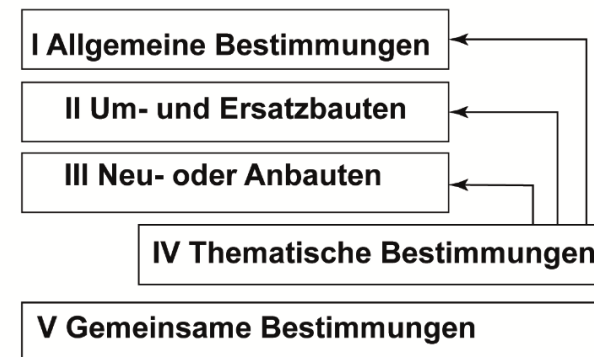 I Allgemeine Bestimmungen
II Um- und Ersatzbauten
III Neu- oder Anbauten
IV Thematische Bestimmungen
V Gemeinsame Bestimmungen